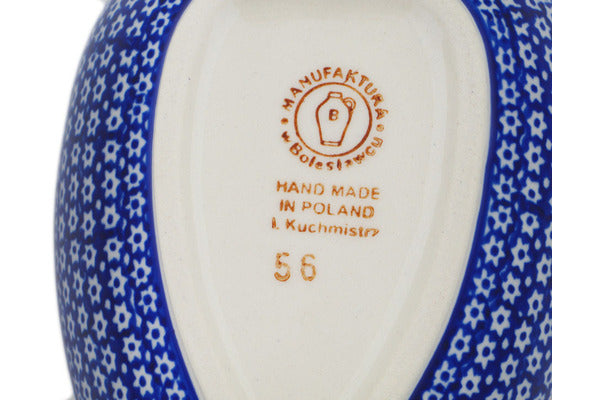 MANUFAKTURA
w Bolesławcu
B
HAND MADE
IN POLAND
I. Kuchmistrz
56